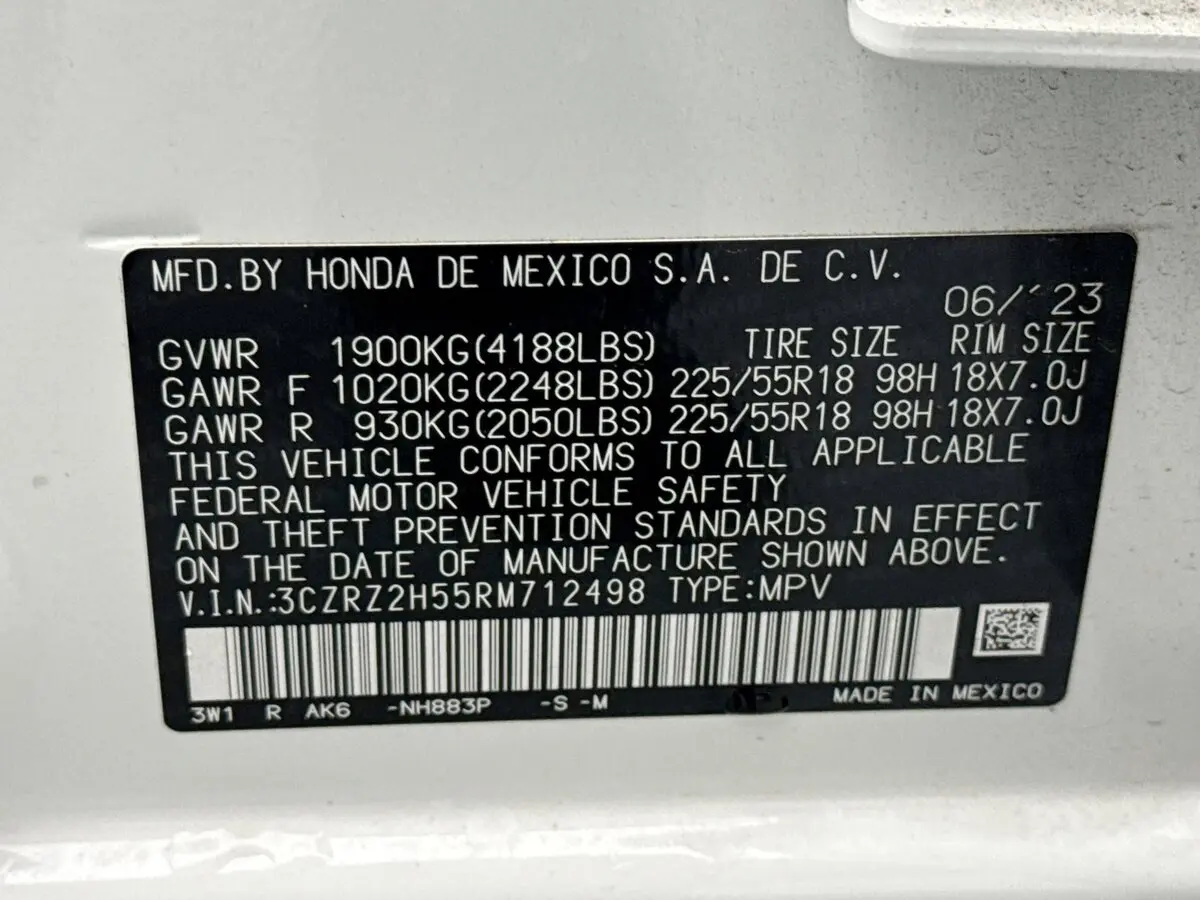 MFD.BY HONDA DE MEXICO S.A. DE C.V.
06/'23
GVWR 1900KG(4188LBS) TIRE SIZE RIM SIZE
GAWR F 1020KG(2248LBS) 225/55R18 98H 18X7.0J
GAWR R 930KG(2050LBS) 225/55R18 98H 18X7.0J
THIS VEHICLE CONFORMS TO ALL APPLICABLE
FEDERAL MOTOR VEHICLE SAFETY
AND THEFT PREVENTION STANDARDS IN EFFECT
ON THE DATE OF MANUFACTURE SHOWN ABOVE.
V.I.N.:3CZRZ2H55RM712498 TYPE:MPV
3W1 R AK6 -NH883P -S -M MADE IN MEXICO